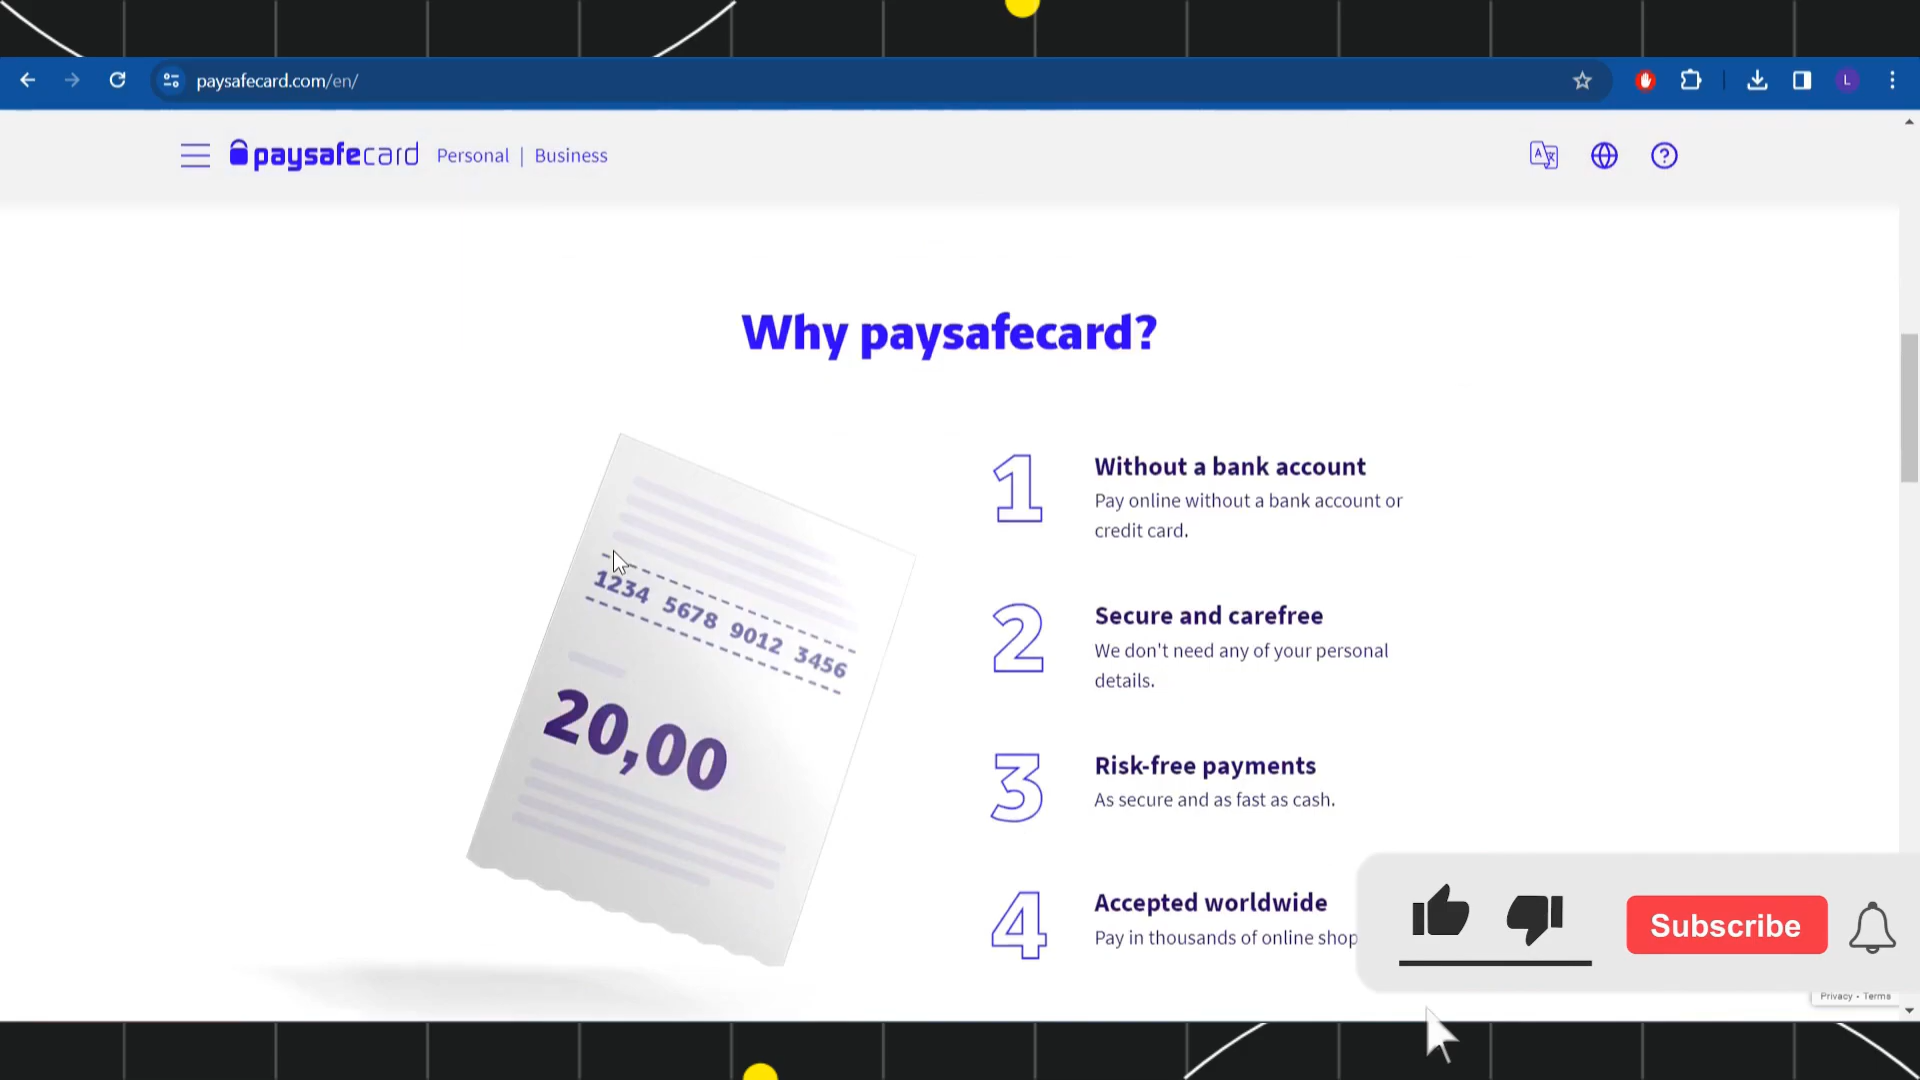 paysafecard.com/en/
L
paysafecard Personal | Business
Why paysafecard?
1234 5678 9012 3456
20,00
1
Without a bank account
Pay online without a bank account or
credit card.
2
Secure and carefree
We don't need any of your personal
details.
3
Risk-free payments
As secure and as fast as cash.
4
Accepted worldwide
Pay in thousands of online shop
Subscribe
Privacy - Terms